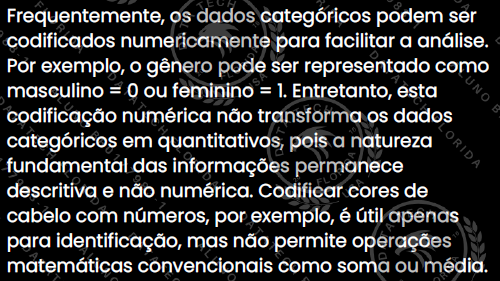 Frequentemente, os dados categóricos podem ser
codificados numericamente para facilitar a análise.
Por exemplo, o gênero pode ser representado como
masculino = 0 ou feminino = 1. Entretanto, esta
codificação numérica não transforma os dados
categóricos em quantitativos, pois a natureza
fundamental das informações permanece
descritiva e não numérica. Codificar cores de
cabelo com números, por exemplo, é útil apenas
para identificação, mas não permite operações
matemáticas convencionais como soma ou média.